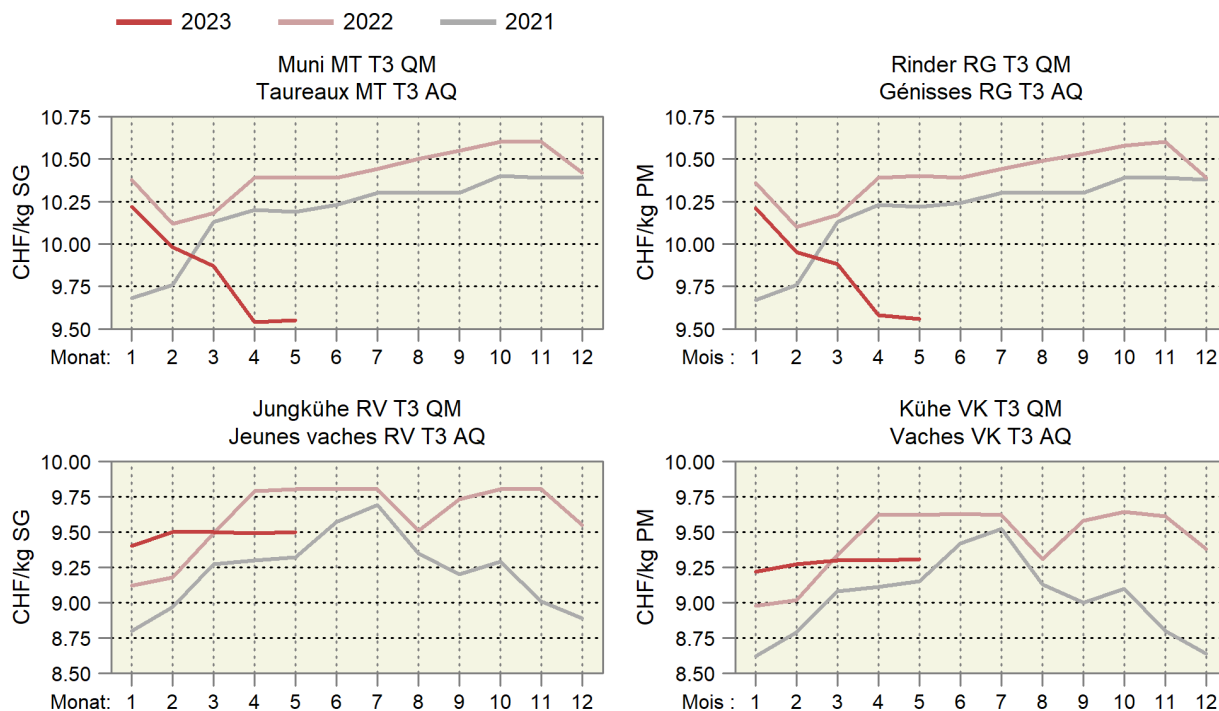 2023 2022 2021
Muni MT T3 QM
Taureaux MT T3 AQ
CHF/kg SG
10.75
10.50
10.25
10.00
9.75
9.50
Monat: 1 2 3 4 5 6 7 8 9 10 11 12
Rinder RG T3 QM
Génisses RG T3 AQ
CHF/kg PM
10.75
10.50
10.25
10.00
9.75
9.50
Mois : 1 2 3 4 5 6 7 8 9 10 11 12
Jungkühe RV T3 QM
Jeunes vaches RV T3 AQ
CHF/kg SG
10.00
9.75
9.50
9.25
9.00
8.75
8.50
Monat: 1 2 3 4 5 6 7 8 9 10 11 12
Kühe VK T3 QM
Vaches VK T3 AQ
CHF/kg PM
10.00
9.75
9.50
9.25
9.00
8.75
8.50
Mois : 1 2 3 4 5 6 7 8 9 10 11 12